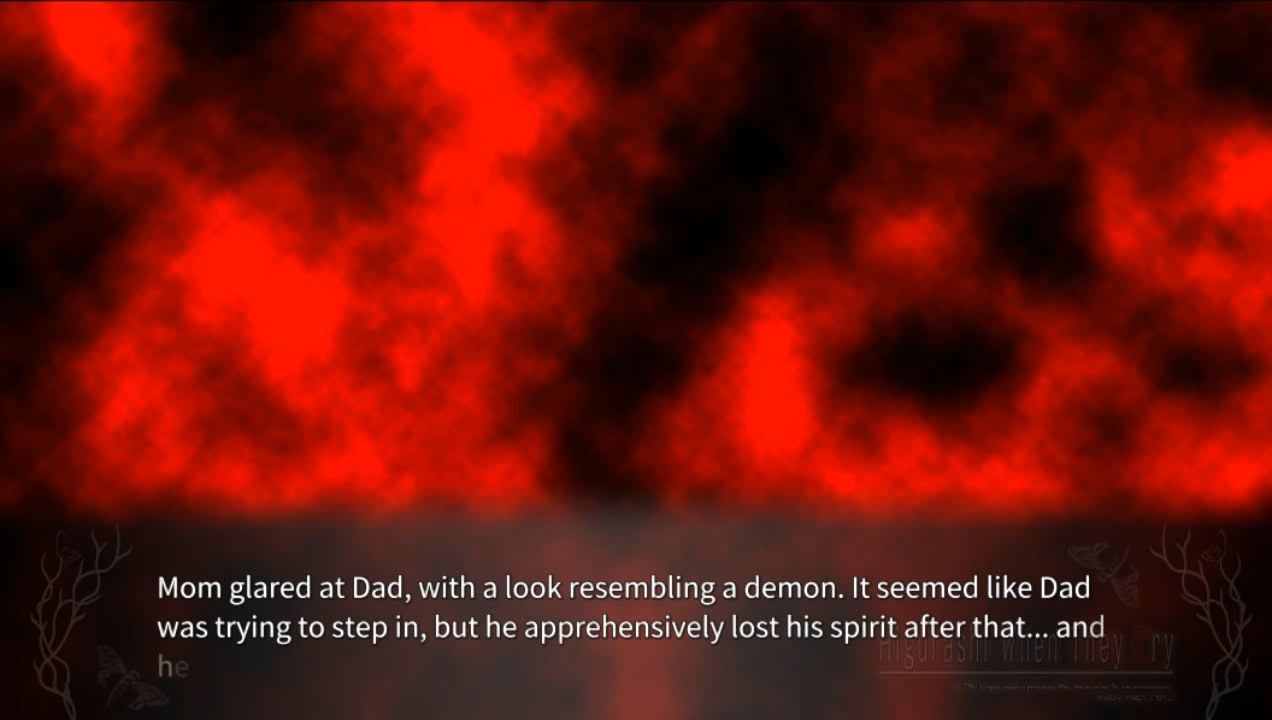 Mom glared at Dad, with a look resembling a demon. It seemed like Dad
was trying to step in, but he apprehensively lost his spirit after that... and
he
Higurashi When They Cry